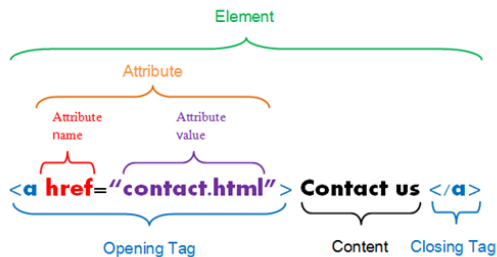 Element
Attribute
Attribute name
Attribute value
<a href=“contact.html”> Contact us </a>
Opening Tag
Content
Closing Tag